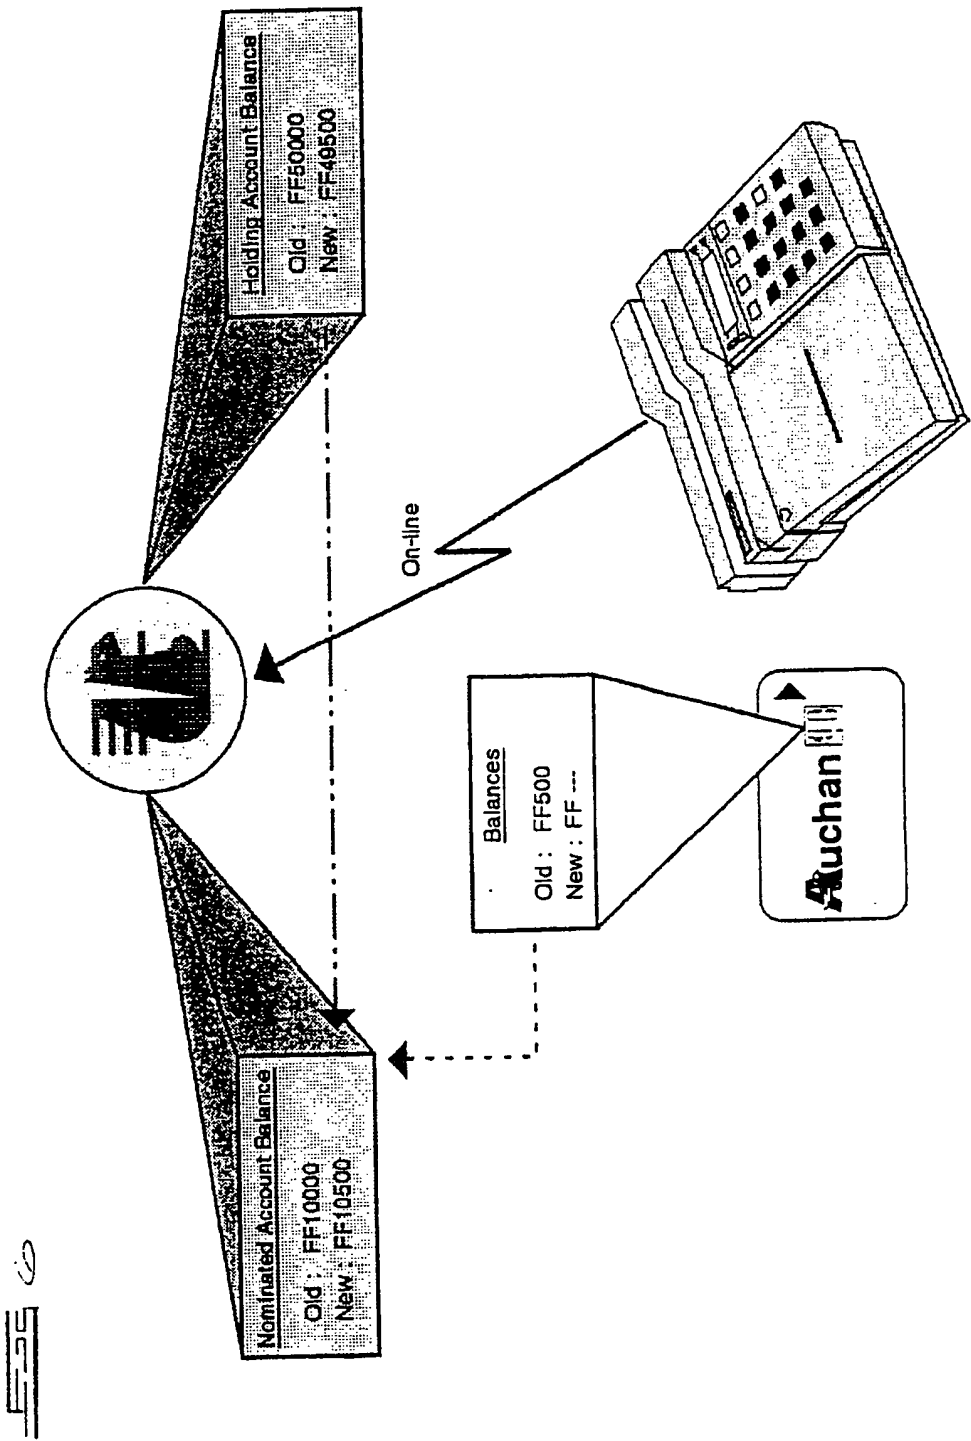 Nominated Account Balance
Old : FF10000
New : FF10500
Holding Account Balance
Old : FF50000
New : FF49500
On-line
Balances
Old : FF500
New : FF ---
Auchan